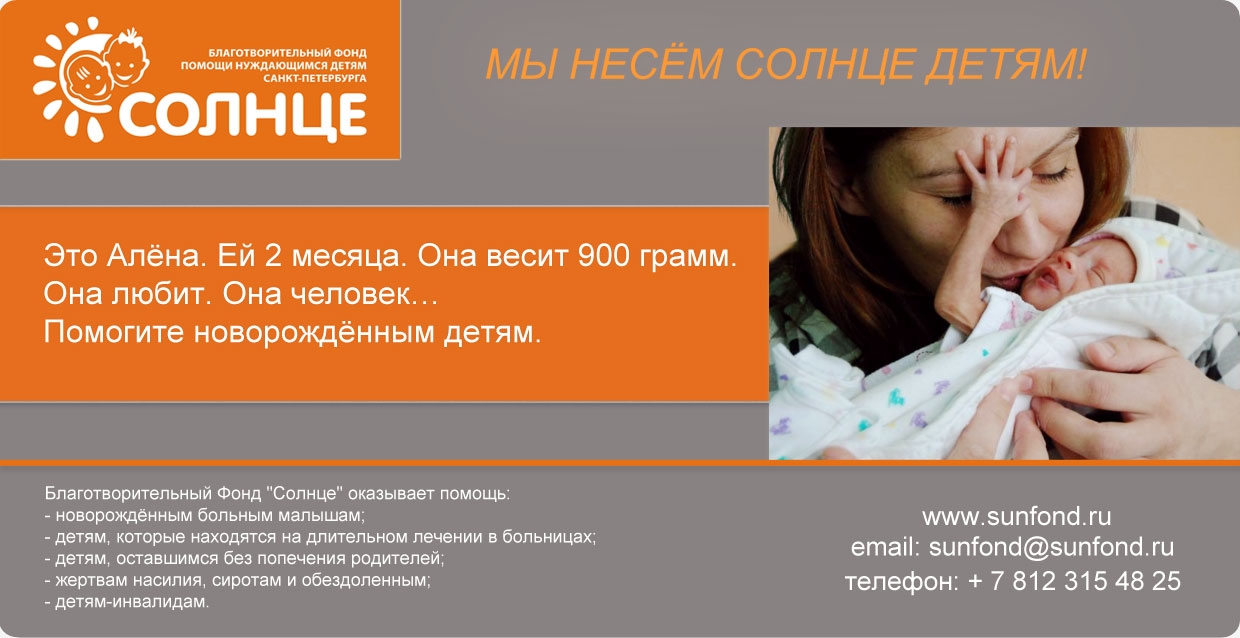 БЛАГОТВОРИТЕЛЬНЫЙ ФОНД
ПОМОЩИ НУЖДАЮЩИМСЯ ДЕТЯМ
САНКТ-ПЕТЕРБУРГА
СОЛНЦЕ
МЫ НЕСЁМ СОЛНЦЕ ДЕТЯМ!
Это Алёна. Ей 2 месяца. Она весит 900 грамм.
Она любит. Она человек...
Помогите новорождённым детям.
Благотворительный Фонд "Солнце" оказывает помощь:
- новорождённым больным малышам;
- детям, которые находятся на длительном лечении в больницах;
- детям, оставшимся без попечения родителей;
- жертвам насилия, сиротам и обездоленным;
- детям-инвалидам.
www.sunfond.ru
email: sunfond@sunfond.ru
телефон: + 7 812 315 48 25